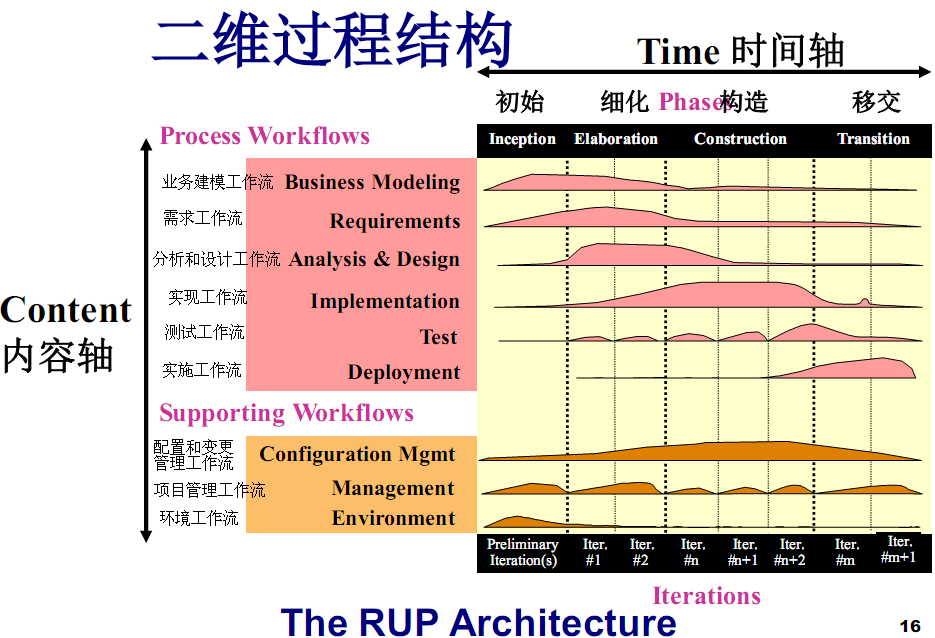 二维过程结构
Time 时间轴
初始 细化 Phases 构造 移交
Process Workflows
Inception Elaboration Construction Transition
业务建模工作流 Business Modeling
需求工作流 Requirements
分析和设计工作流 Analysis & Design
实现工作流 Implementation
Content
内容轴
测试工作流 Test
实施工作流 Deployment
Supporting Workflows
配置和变更
管理工作流 Configuration Mgmt
项目管理工作流 Management
环境工作流 Environment
Preliminary
Iteration(s)
Iter.
#1
Iter.
#2
Iter.
#n
Iter.
#n+1
Iter.
#n+2
Iter.
#m
Iter.
#m+1
Iterations
The RUP Architecture
16